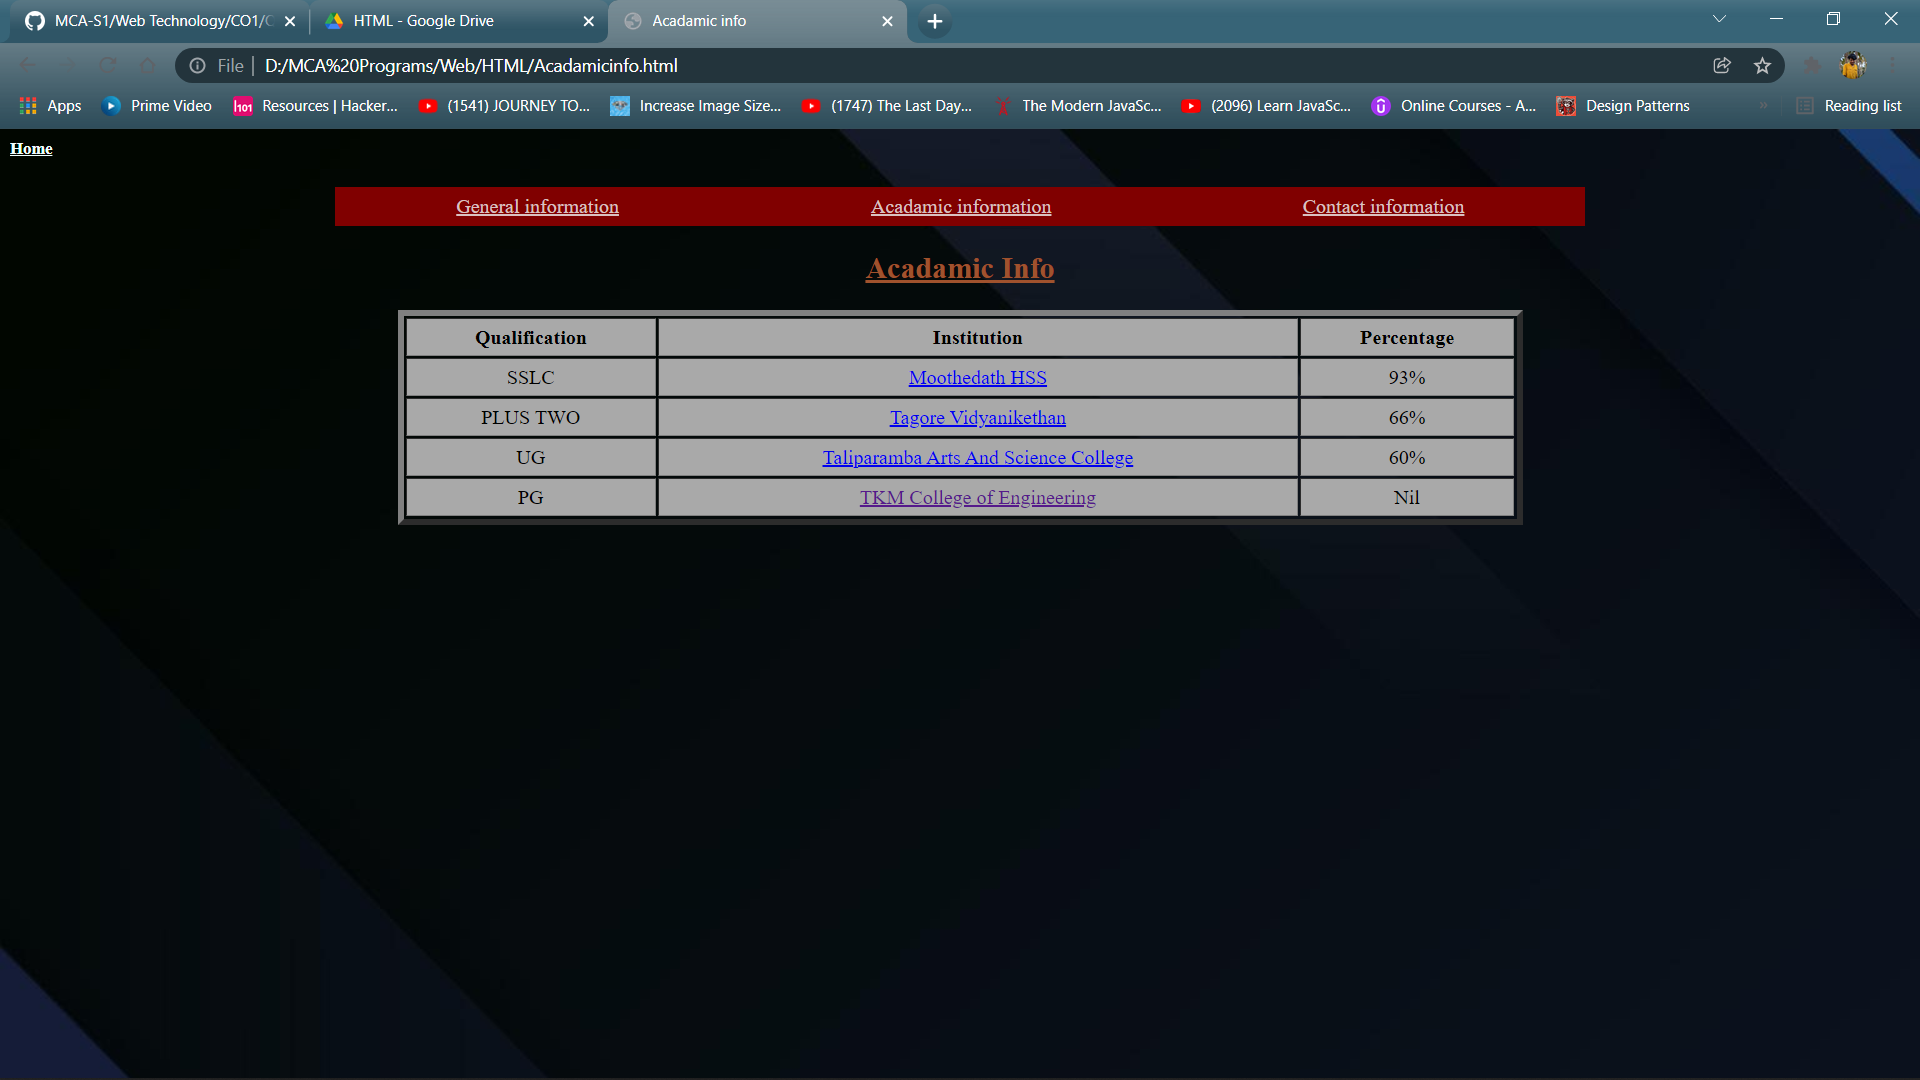 MCA-S1/Web Technology/CO1/C
HTML - Google Drive
Acadamic info
File | D:/MCA%20Programs/Web/HTML/Acadamicinfo.html
Apps
Prime Video
Resources | Hacker...
(1541) JOURNEY TO...
Increase Image Size...
(1747) The Last Day...
The Modern JavaSc...
(2096) Learn JavaSc...
Online Courses - A...
Design Patterns
»
Reading list
Home
General information Acadamic information Contact information
Acadamic Info
Qualification Institution Percentage
SSLC Moothedath HSS 93%
PLUS TWO Tagore Vidyanikethan 66%
UG Taliparamba Arts And Science College 60%
PG TKM College of Engineering Nil